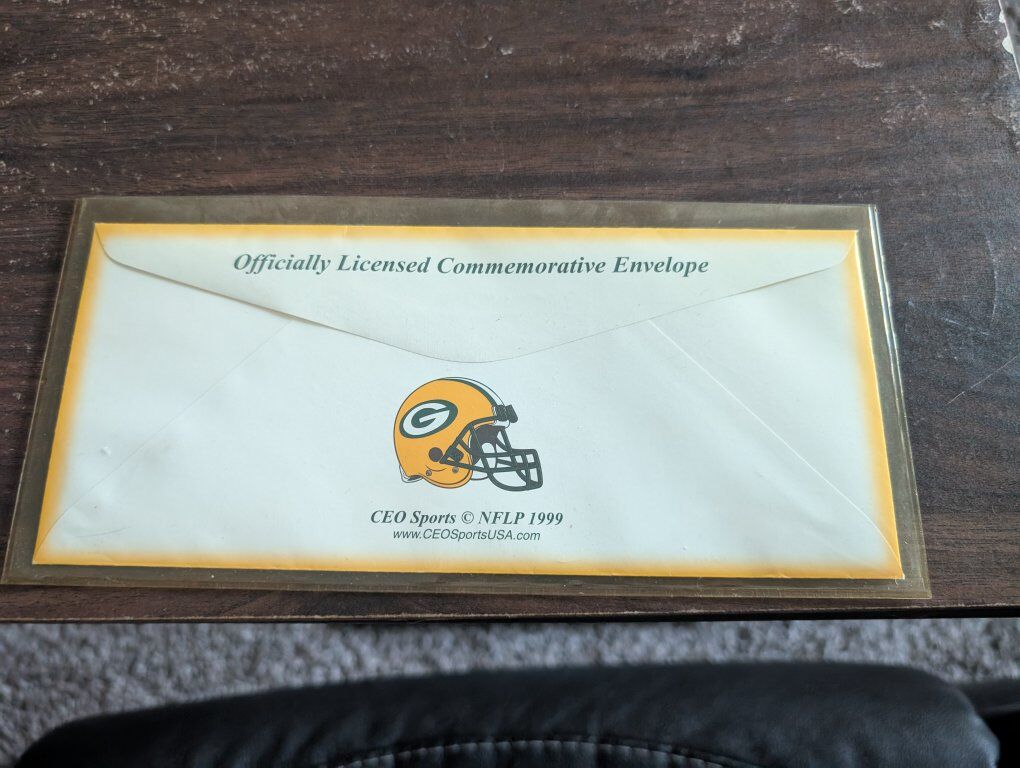 Officially Licensed Commemorative Envelope
G
CEO Sports © NFLP 1999
www.CEOSportsUSA.com